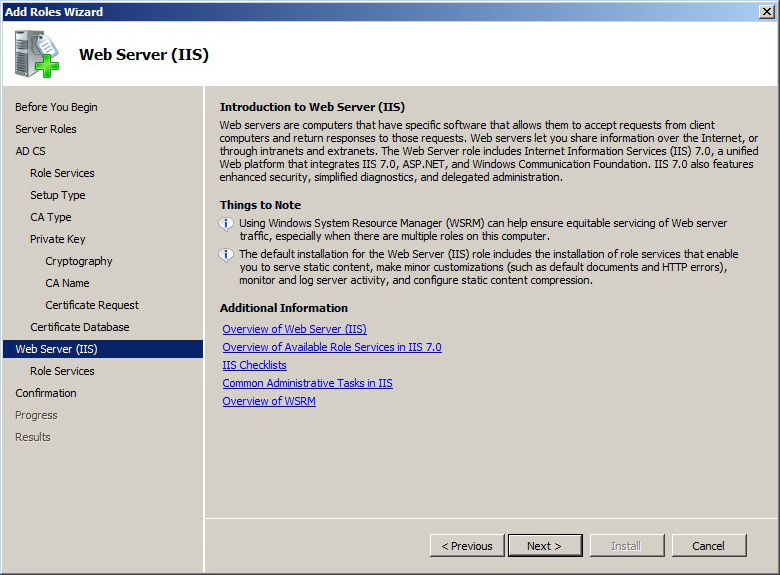 Add Roles Wizard
Web Server (IIS)
Before You Begin
Server Roles
AD CS
Role Services
Setup Type
CA Type
Private Key
Cryptography
CA Name
Certificate Request
Certificate Database
Web Server (IIS)
Role Services
Confirmation
Progress
Results
Introduction to Web Server (IIS)
Web servers are computers that have specific software that allows them to accept requests from client
computers and return responses to those requests. Web servers let you share information over the Internet, or
through intranets and extranets. The Web Server role includes Internet Information Services (IIS) 7.0, a unified
Web platform that integrates IIS 7.0, ASP.NET, and Windows Communication Foundation. IIS 7.0 also features
enhanced security, simplified diagnostics, and delegated administration.
Things to Note
Using Windows System Resource Manager (WSRM) can help ensure equitable servicing of Web server
traffic, especially when there are multiple roles on this computer.
The default installation for the Web Server (IIS) role includes the installation of role services that enable
you to serve static content, make minor customizations (such as default documents and HTTP errors),
monitor and log server activity, and configure static content compression.
Additional Information
Overview of Web Server (IIS)
Overview of Available Role Services in IIS 7.0
IIS Checklists
Common Administrative Tasks in IIS
Overview of WSRM
< Previous
Next >
Install
Cancel